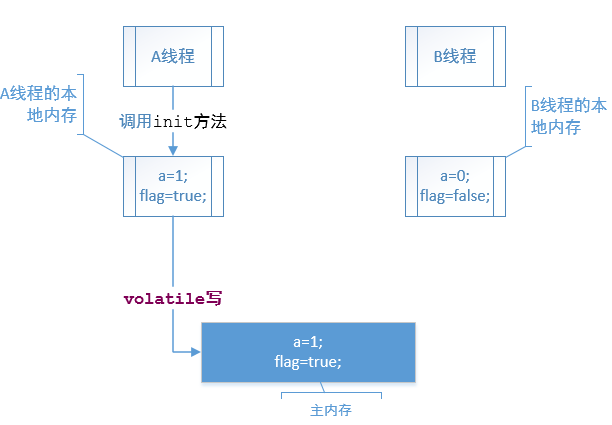 A线程
B线程
A线程的本
地内存
B线程的本
地内存
调用init方法
a=1;
flag=true;
a=0;
flag=false;
volatile写
a=1;
flag=true;
主内存